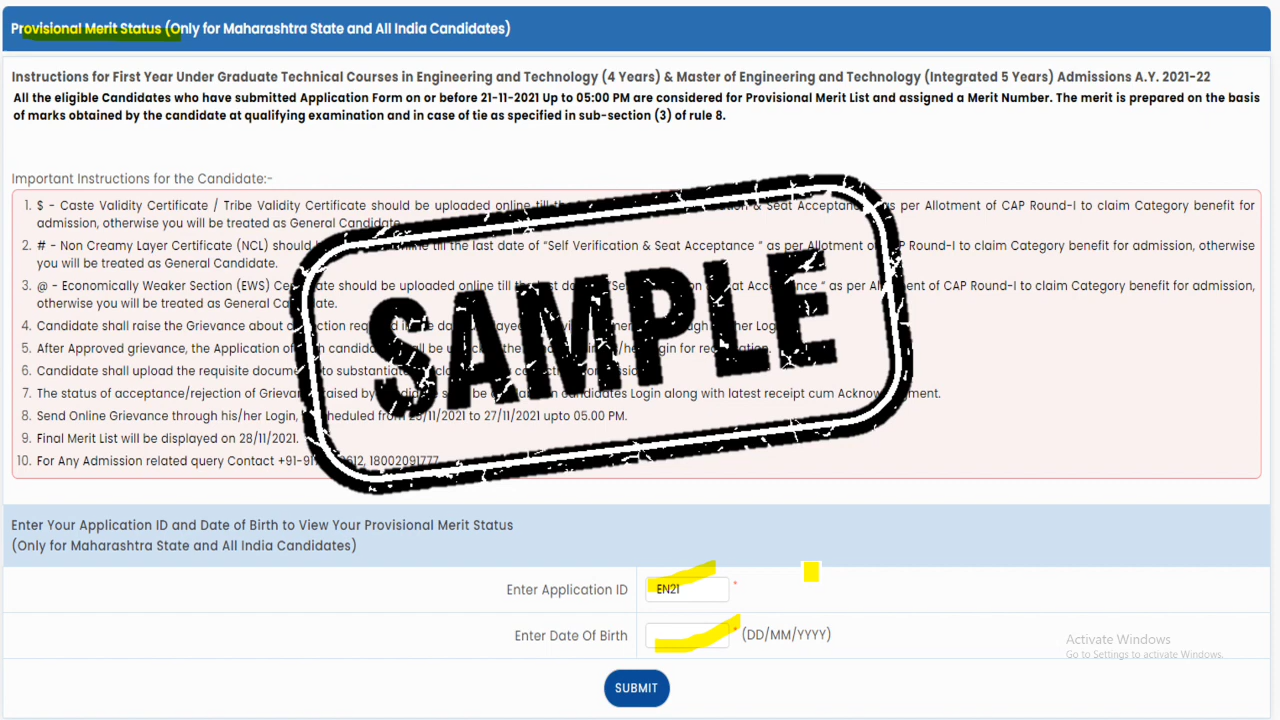 Provisional Merit Status (Only for Maharashtra State and All India Candidates)
Instructions for First Year Under Graduate Technical Courses in Engineering and Technology (4 Years) & Master of Engineering and Technology (Integrated 5 Years) Admissions A.Y. 2021-22
All the eligible Candidates who have submitted Application Form on or before 21-11-2021 Up to 05:00 PM are considered for Provisional Merit List and assigned a Merit Number. The merit is prepared on the basis
of marks obtained by the candidate at qualifying examination and in case of tie as specified in sub-section (3) of rule 8.
Important Instructions for the Candidate:-
1. $ - Caste Validity Certificate / Tribe Validity Certificate should be uploaded online till & Seat Acceptance as per Allotment of CAP Round-I to claim Category benefit for
admission, otherwise you will be treated as General Candidate.
2. # - Non Creamy Layer Certificate (NCL) should till the last date of “Self Verification & Seat Acceptance “ as per Allotment of Round-I to claim Category benefit for admission, otherwise
you will be treated as General Candidate.
3. @ - Economically Weaker Section (EWS) should be uploaded online till “ as per of CAP Round-I to claim Category benefit for admission,
otherwise you will be treated as General
4. Candidate shall raise the Grievance about
5. After Approved grievance, the Application of for
6. Candidate shall upload the requisite to substantiate
7. The status of acceptance/rejection of candidates Login along with latest receipt cum
8. Send Online Grievance through his/her Login, to 27/11/2021 upto 05.00 PM.
9. Final Merit List will be displayed on 28/11/2021.
10. For Any Admission related query Contact 18002091777
SAMPLE
Enter Your Application ID and Date of Birth to View Your Provisional Merit Status
(Only for Maharashtra State and All India Candidates)
Enter Application ID EN21 *
Enter Date Of Birth * (DD/MM/YYYY)
Activate Windows
Go to Settings to activate Windows.
SUBMIT